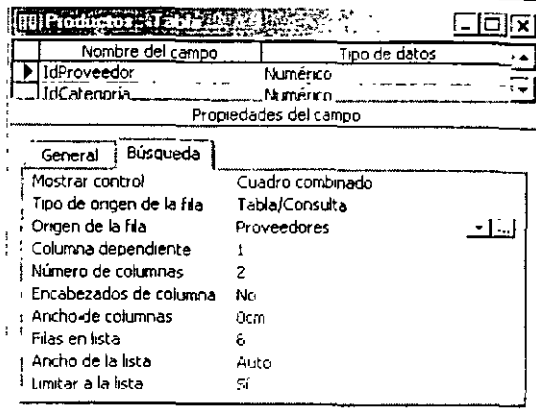 Productos - Tabla
Nombre del campo Tipo de datos
IdProveedor Numérico
IdCategoria Numérico
Propiedades del campo
General Búsqueda
Mostrar control Cuadro combinado
Tipo de origen de la fila Tabla/Consulta
Origen de la fila Proveedores
Columna dependiente 1
Número de columnas 2
Encabezados de columna No
Ancho de columnas 0cm
Filas en lista 6
Ancho de la lista Auto
Limitar a la lista Sí